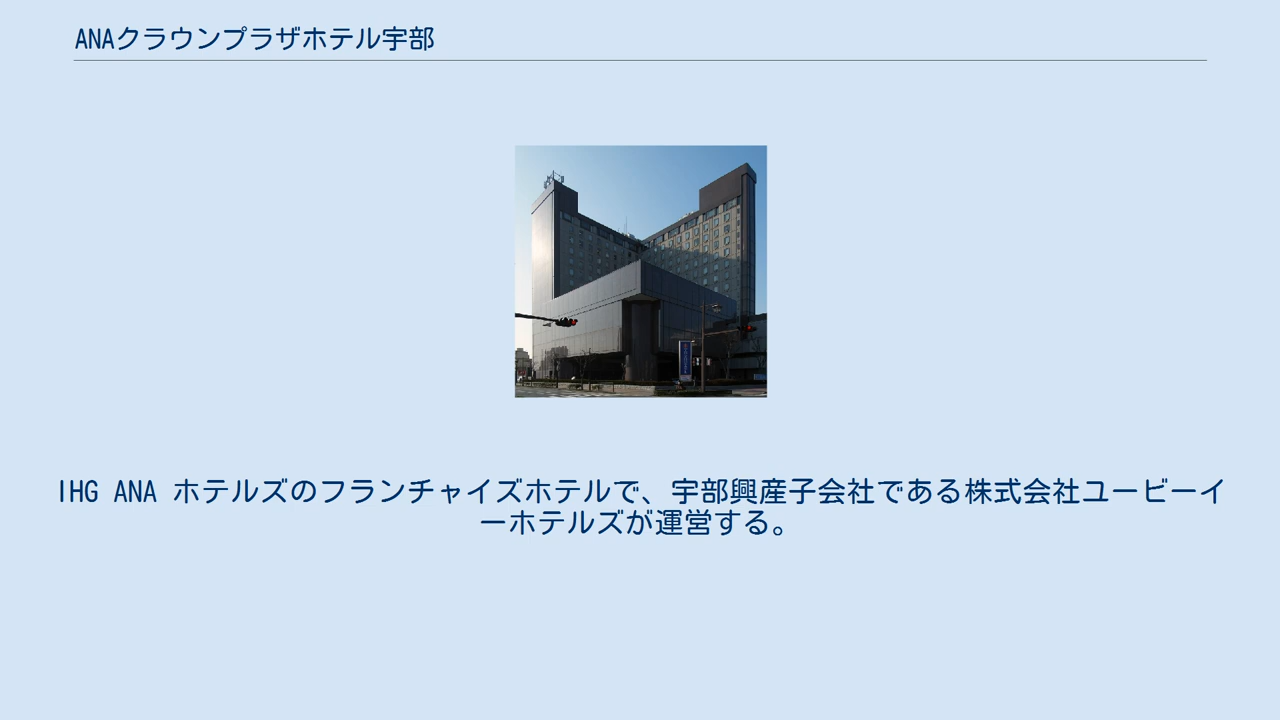 ANAクラウンプラザホテル宇部
IHG ANA ホテルズのフランチャイズホテルで、宇部興産子会社である株式会社ユービーイ
ーホテルズが運営する。